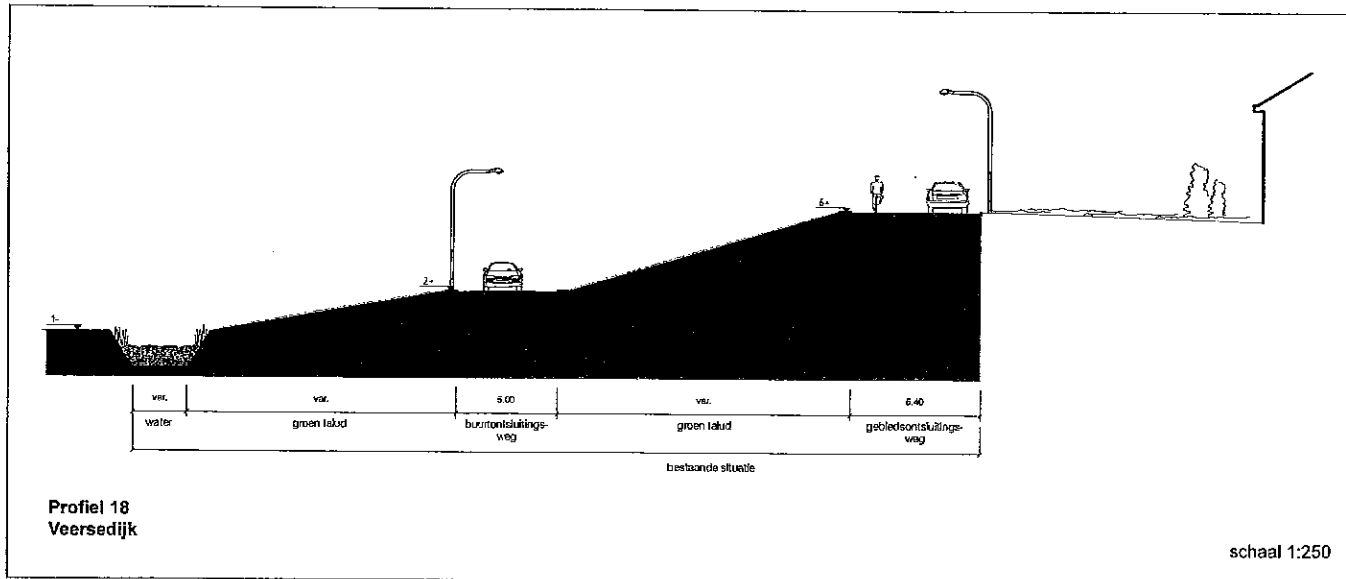 6+
2+
1-
var.
var.
5.00
var.
6.40
water
groen talud
buurtontsluitings-
weg
groen talud
gebiedsontsluitings-
weg
bestaande situatie
Profiel 18
Veersedijk
schaal 1:250